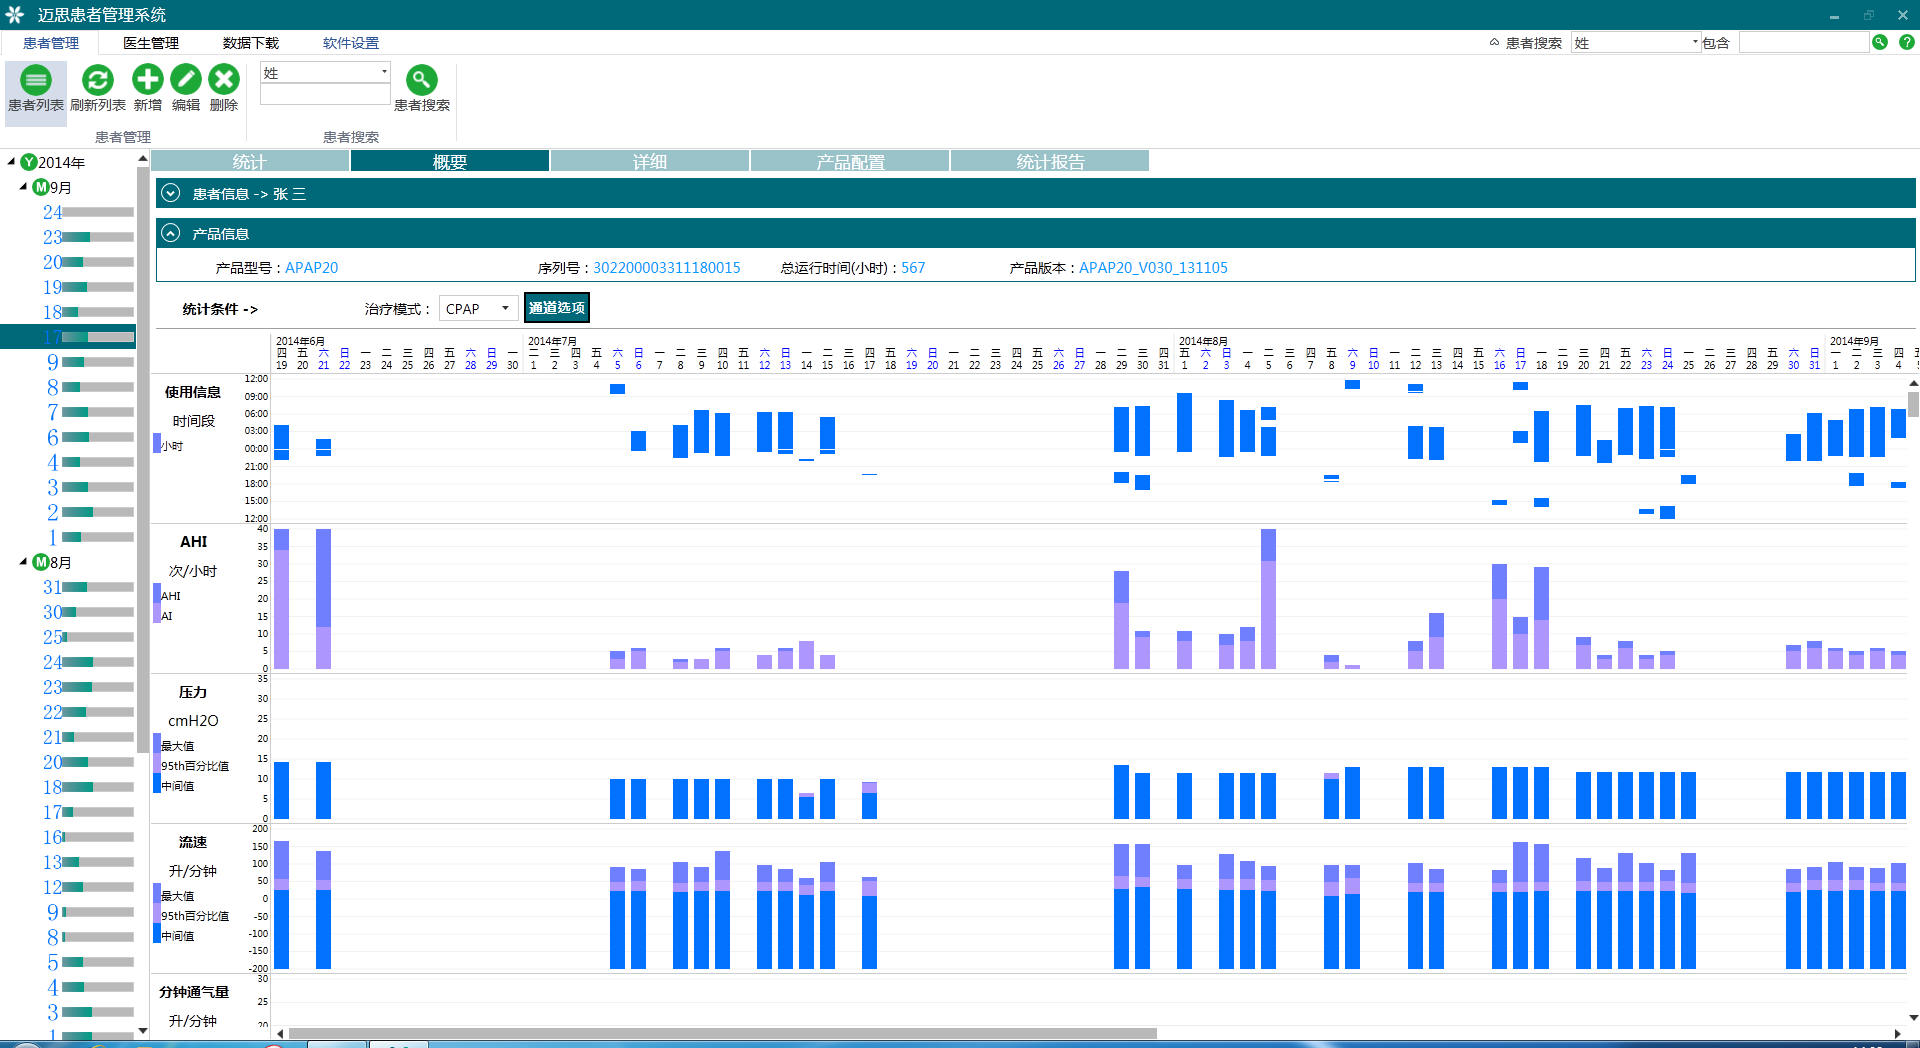 迈思患者管理系统
患者管理 医生管理 数据下载 软件设置 患者搜索 姓 包含
患者列表 刷新列表 新增 编辑 删除 姓 患者搜索
患者管理 患者搜索
Y 2014年
M 9月
24
23
20
19
18
17
9
8
7
6
4
3
2
1
M 8月
31
30
25
24
23
22
21
20
18
17
16
13
12
9
8
5
4
3
1
统计 概要 详细 产品配置 统计报告
患者信息 -> 张 三
产品信息
产品型号：APAP20 序列号：302200003311180015 总运行时间(小时)：567 产品版本：APAP20_V030_131105
统计条件 -> 治疗模式： CPAP 通道选项
2014年6月 2014年7月 2014年8月 2014年9月
四 五 六 日 一 二 三 四 五 六 日 一 二 三 四 五 六 日 一 二 三 四 五 六 日 一 二 三 四 五 六 日 一 二 三 四 五 六 日 一 二 三 四 五 六 日 一 二 三 四 五 六 日 一 二 三 四 五 六 日 一 二 三 四 五 六 日 一 二 三 四 五 六 日 一 二 三 四
19 20 21 22 23 24 25 26 27 28 29 30 1 2 3 4 5 6 7 8 9 10 11 12 13 14 15 16 17 18 19 20 21 22 23 24 25 26 27 28 29 30 31 1 2 3 4 5 6 7 8 9 10 11 12 13 14 15 16 17 18 19 20 21 22 23 24 25 26 27 28 29 30 31 1 2 3 4
使用信息
时间段
小时
12:00
09:00
06:00
03:00
00:00
21:00
18:00
15:00
12:00
AHI
次/小时
AHI
AI
40
35
30
25
20
15
10
5
0
压力
cmH2O
最大值
95th百分比值
中间值
35
30
25
20
15
10
5
0
流速
升/分钟
最大值
95th百分比值
中间值
200
150
100
50
0
-50
-100
-150
-200
分钟通气量
升/分钟
30
25
20